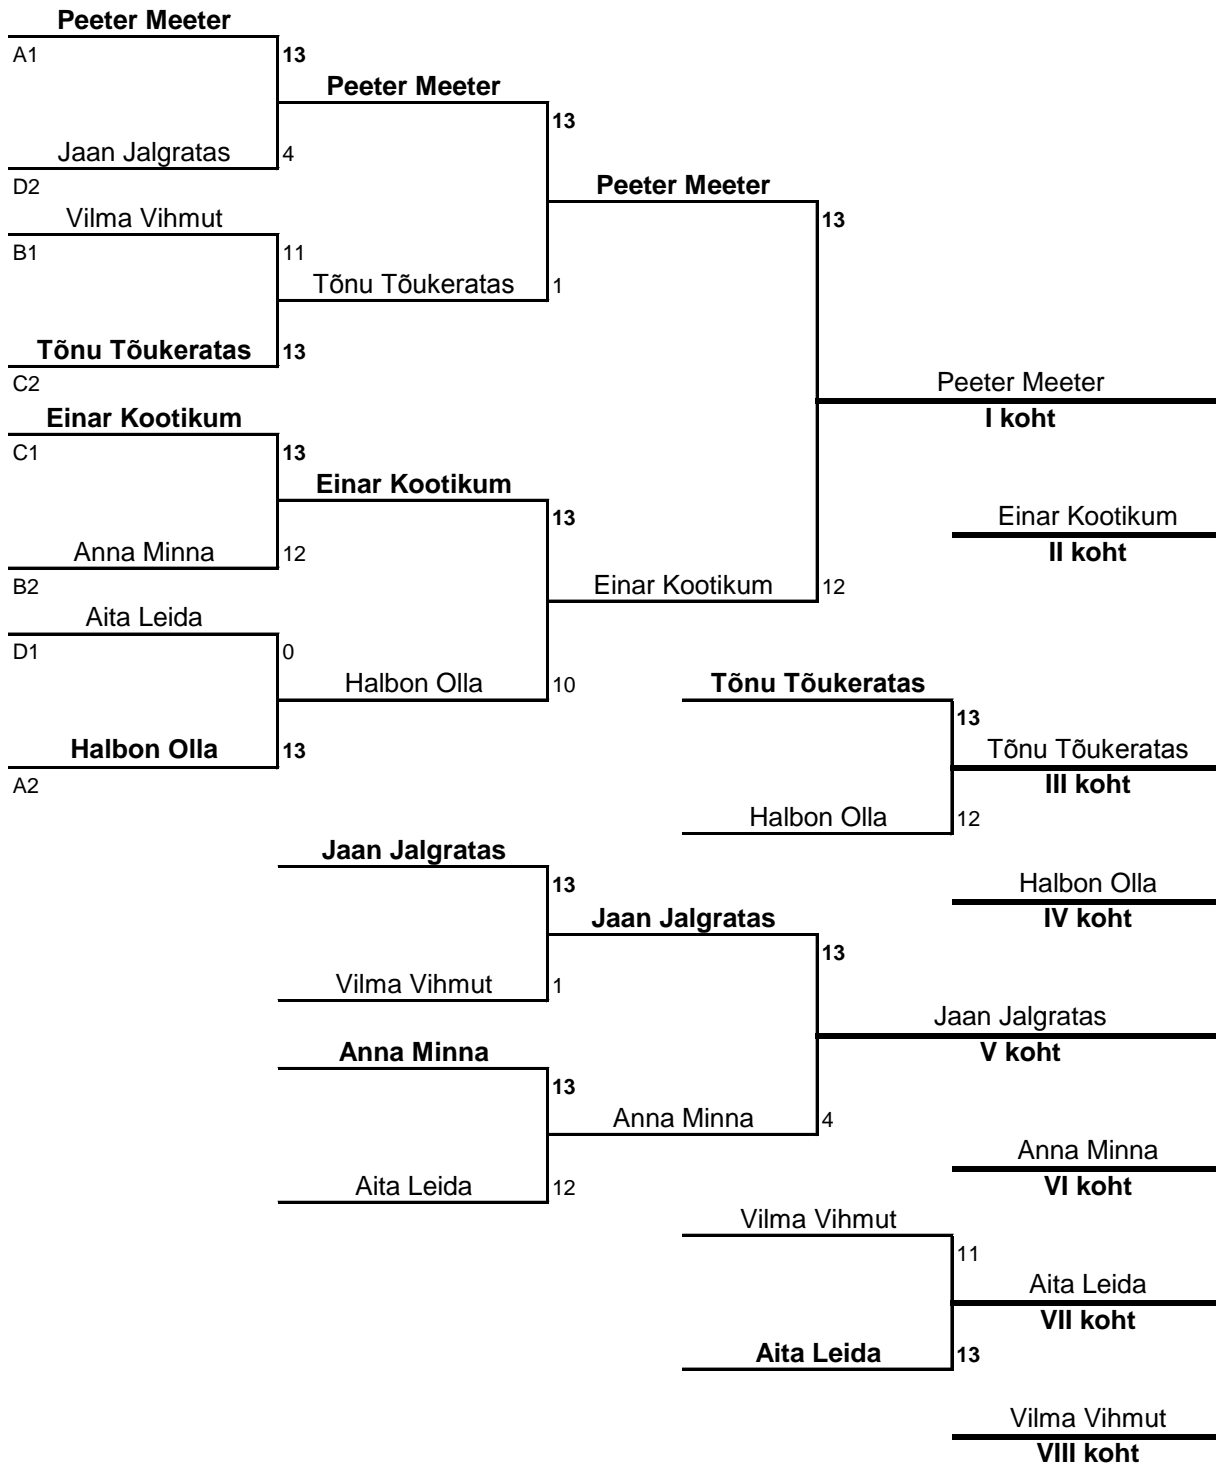 Peeter Meeter
A1
13
Peeter Meeter
13
Jaan Jalgratas
4
D2
Peeter Meeter
Vilma Vihmut
13
B1
11
Tõnu Tõukeratas
1
Tõnu Tõukeratas
13
C2
Peeter Meeter
I koht
Einar Kootikum
C1
13
Einar Kootikum
13
Einar Kootikum
II koht
Anna Minna
12
B2
Einar Kootikum
12
Aita Leida
D1
0
Halbon Olla
10
Tõnu Tõukeratas
13
Halbon Olla
13
Tõnu Tõukeratas
III koht
A2
Halbon Olla
12
Jaan Jalgratas
13
Halbon Olla
IV koht
Jaan Jalgratas
13
Vilma Vihmut
1
Jaan Jalgratas
V koht
Anna Minna
13
Anna Minna
4
Anna Minna
VI koht
Aita Leida
12
Vilma Vihmut
11
Aita Leida
VII koht
Aita Leida
13
Vilma Vihmut
VIII koht